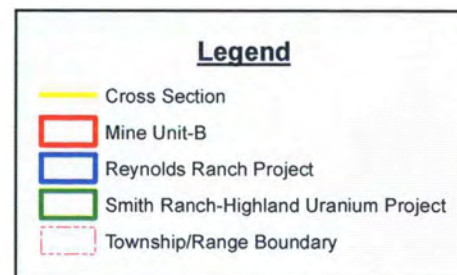 Legend
Cross Section
Mine Unit-B
Reynolds Ranch Project
Smith Ranch-Highland Uranium Project
Township/Range Boundary